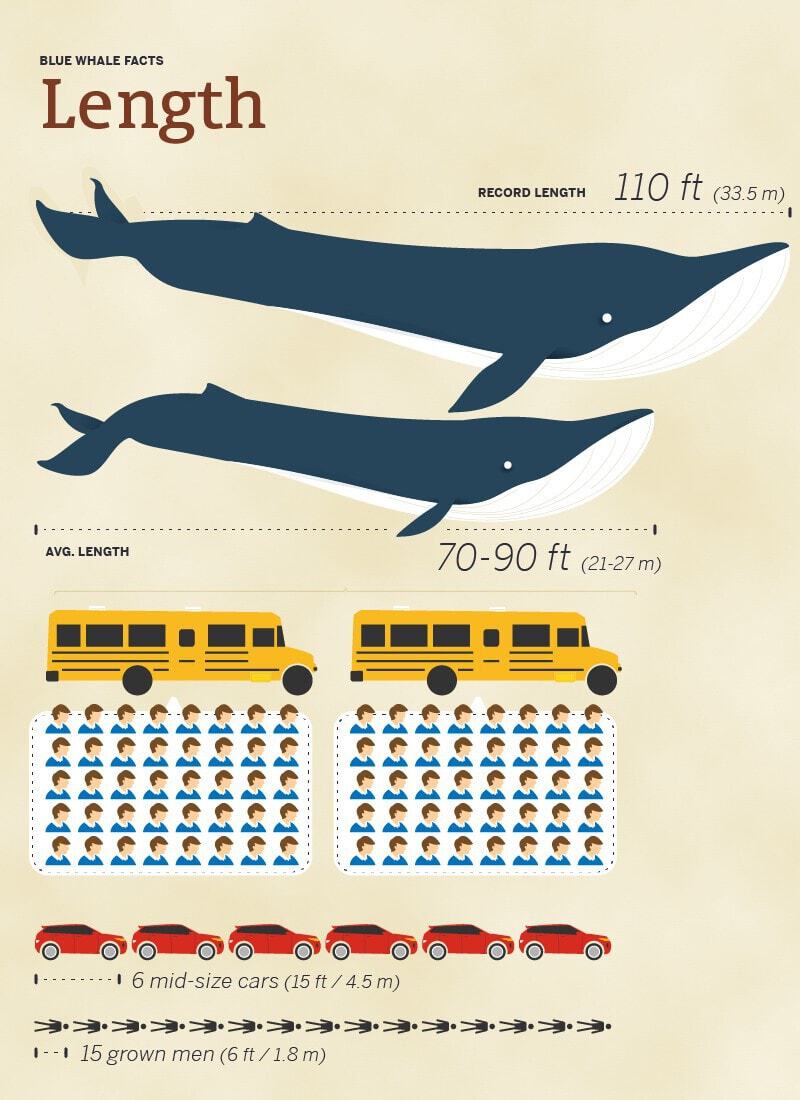 BLUE WHALE FACTS
Length
RECORD LENGTH 110 ft (33.5 m)
AVG. LENGTH 70-90 ft (21-27 m)
6 mid-size cars (15 ft / 4.5 m)
15 grown men (6 ft / 1.8 m)